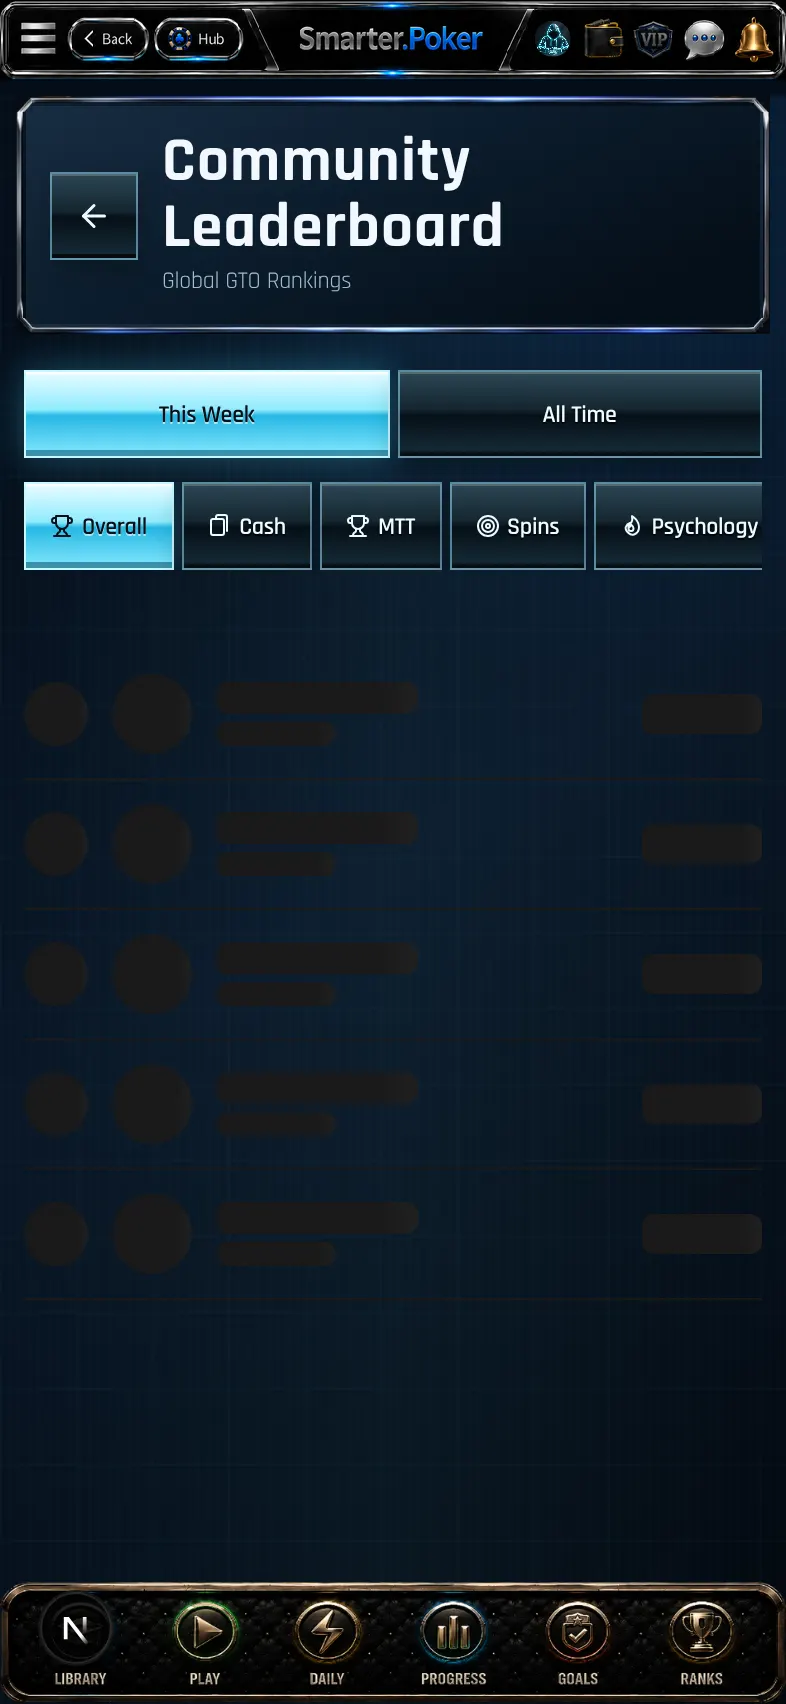 Back
Hub
Smarter.Poker
VIP
Community
Leaderboard
Global GTO Rankings
This Week
All Time
Overall
Cash
MTT
Spins
Psychology
N
LIBRARY
PLAY
DAILY
PROGRESS
GOALS
RANKS